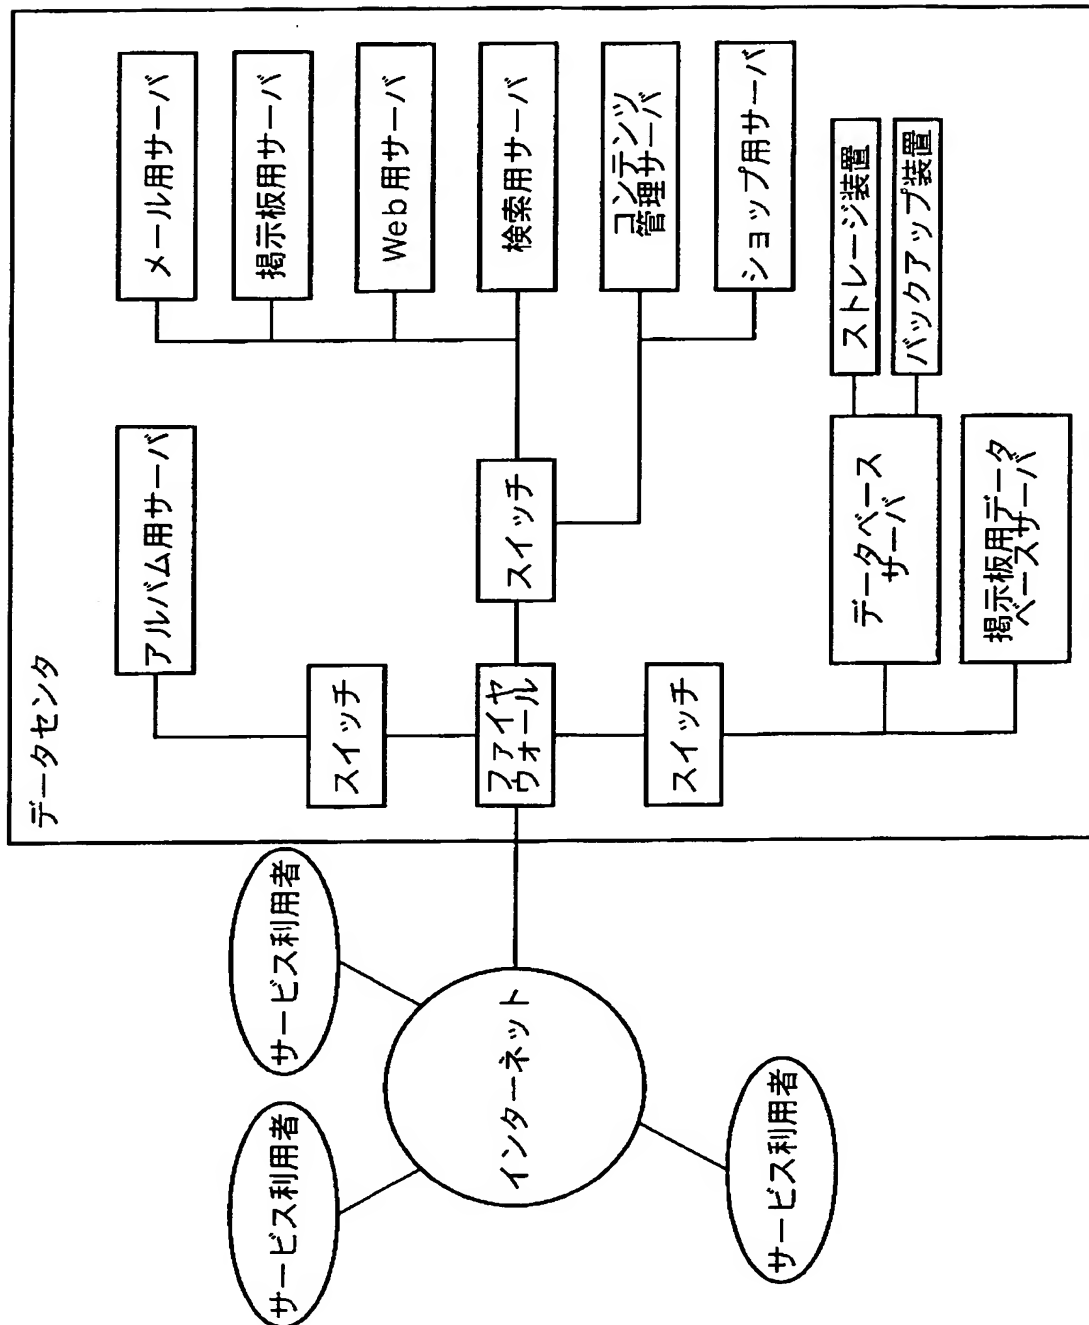 データセンタ
アルバム用サーバ
メール用サーバ
掲示板用サーバ
Web用サーバ
検索用サーバ
コンテンツ
管理サーバ
ショップ用サーバ
スイッチ
スイッチ
ファイヤ
ウォール
スイッチ
データベース
サーバ
ストレージ装置
バックアップ装置
掲示板用データ
ベースサーバ
サービス利用者
サービス利用者
インターネット
サービス利用者